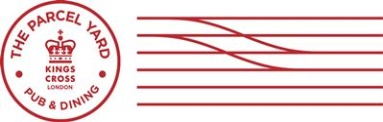 THE PARCEL YARD
KINGS
CROSS
LONDON
PUB & DINING